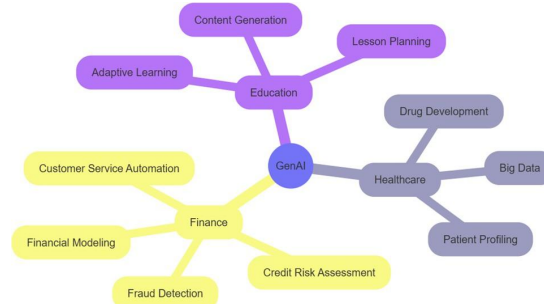 Content Generation
Lesson Planning
Adaptive Learning
Education
Drug Development
GenAI
Customer Service Automation
Big Data
Healthcare
Finance
Financial Modeling
Patient Profiling
Credit Risk Assessment
Fraud Detection